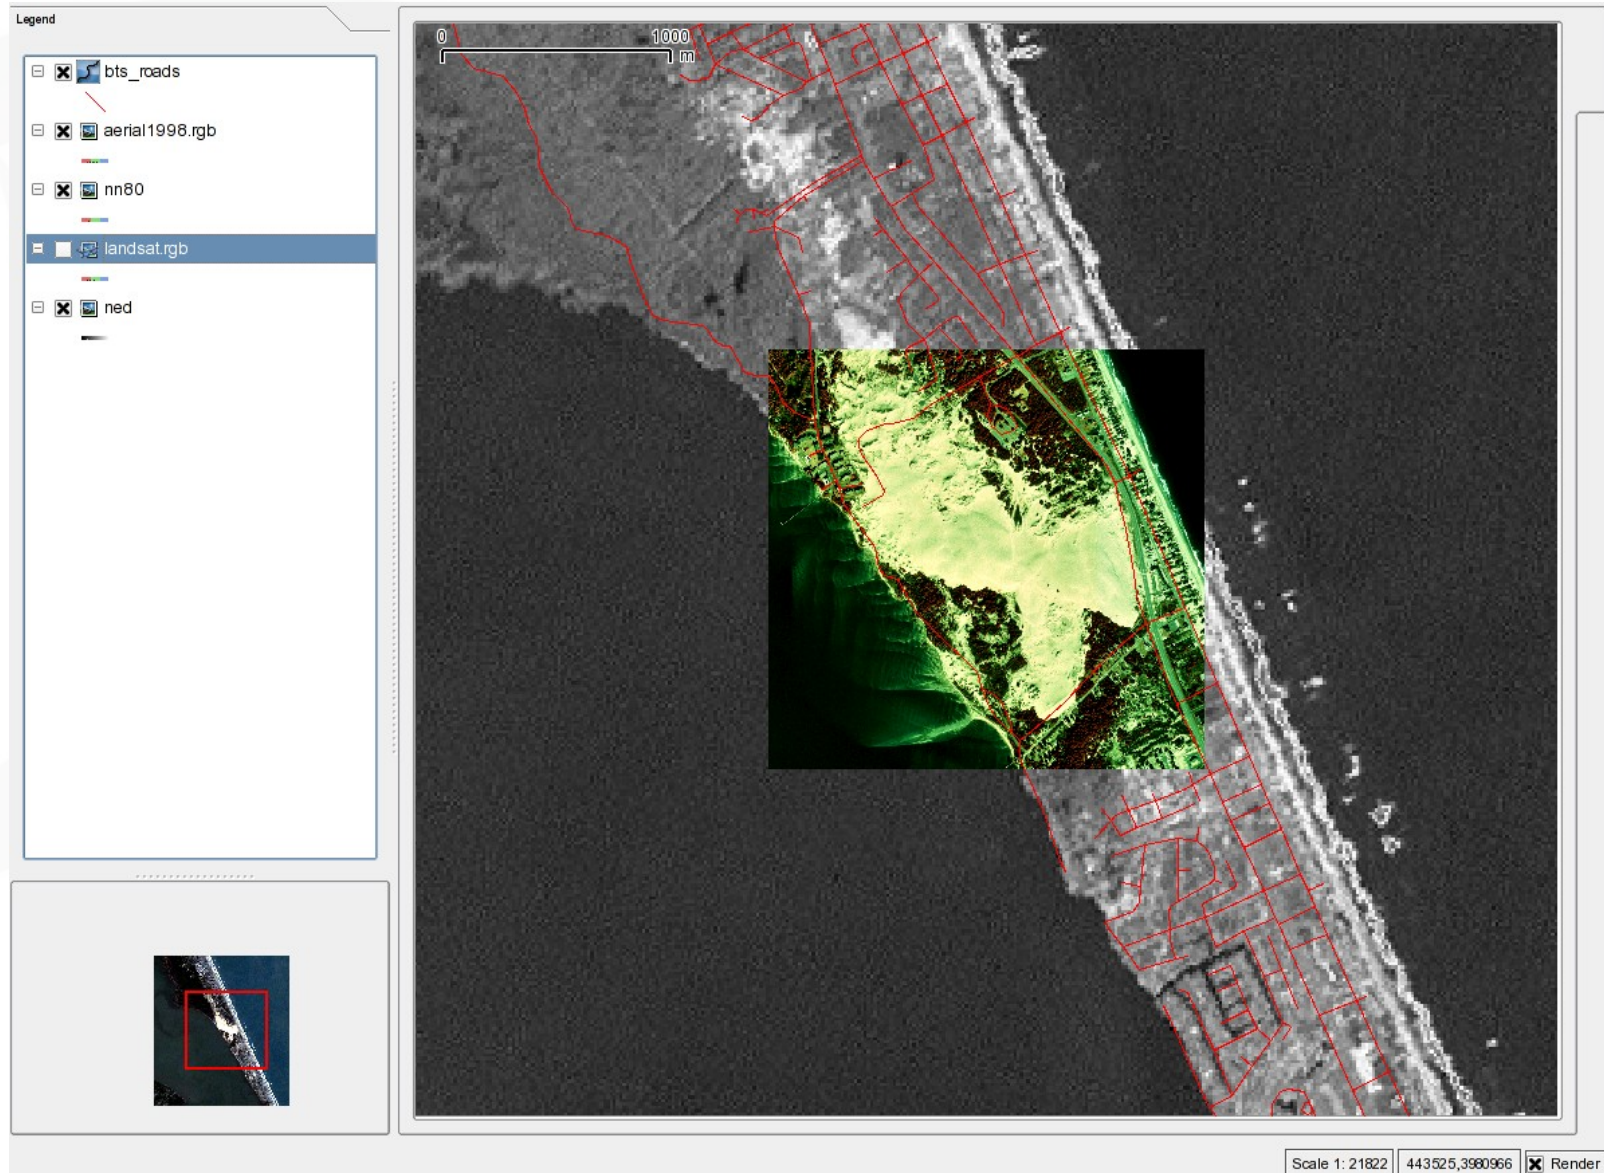 Legend
bts_roads
aerial1998.rgb
nn80
landsat.rgb
ned
0 1000 m
Scale 1: 21822 443525,3980966 Render